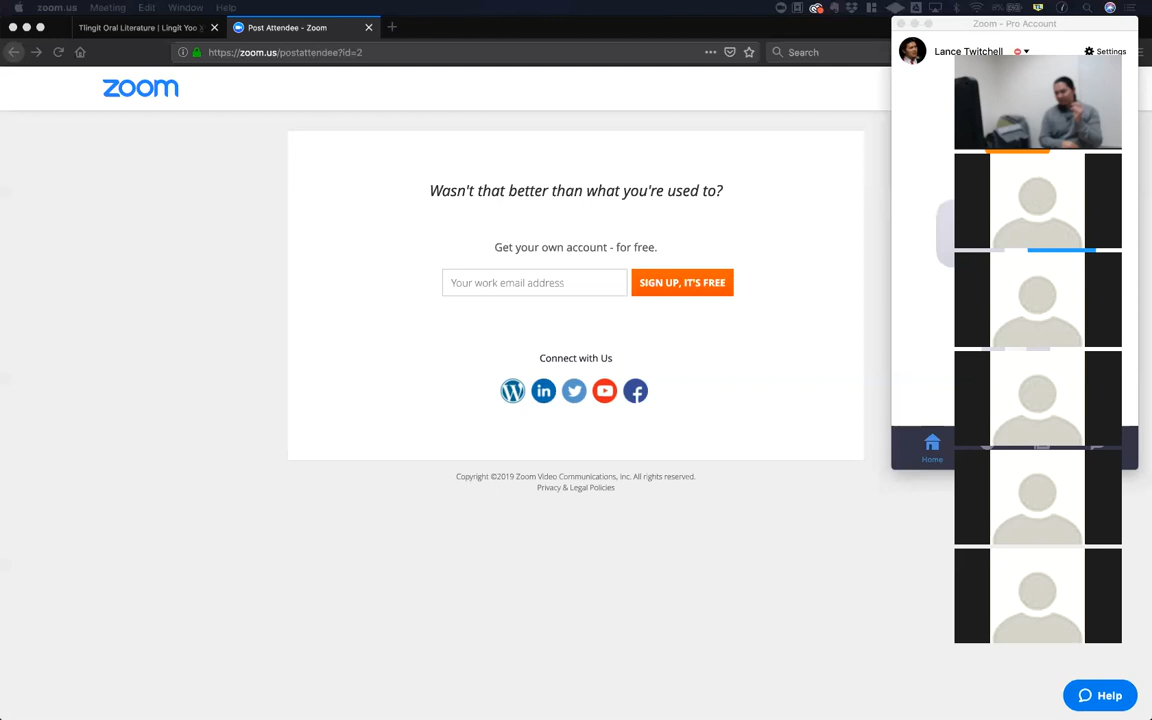 zoom.us Meeting Edit Window Help
8%
Tlingit Oral Literature | Lingít Yoo
Post Attendee - Zoom
https://zoom.us/postattendee?id=2
Search
Zoom - Pro Account
Lance Twitchell
Settings
zoom
Wasn't that better than what you're used to?
Get your own account - for free.
Your work email address
SIGN UP, IT'S FREE
Connect with Us
Home
Copyright ©2019 Zoom Video Communications, Inc. All rights reserved.
Privacy & Legal Policies
Help